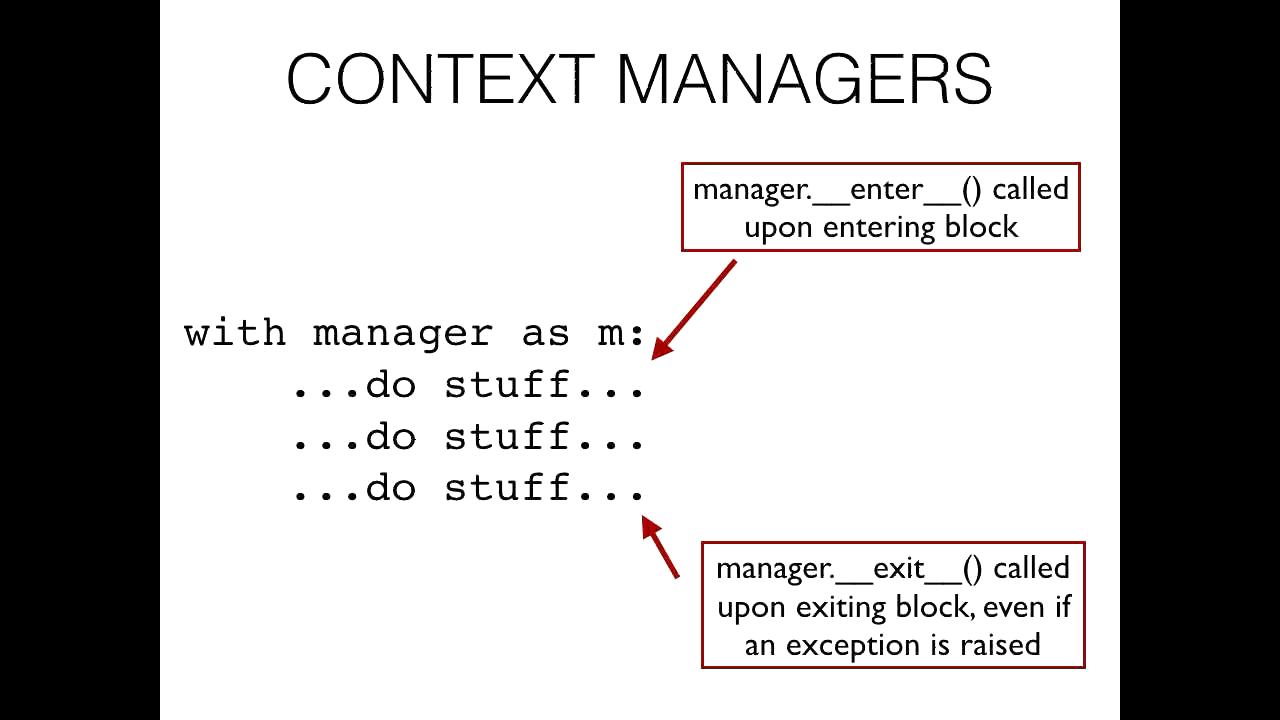 CONTEXT MANAGERS
manager.__enter__() called
upon entering block
with manager as m:
...do stuff...
...do stuff...
...do stuff...
manager.__exit__() called
upon exiting block, even if
an exception is raised